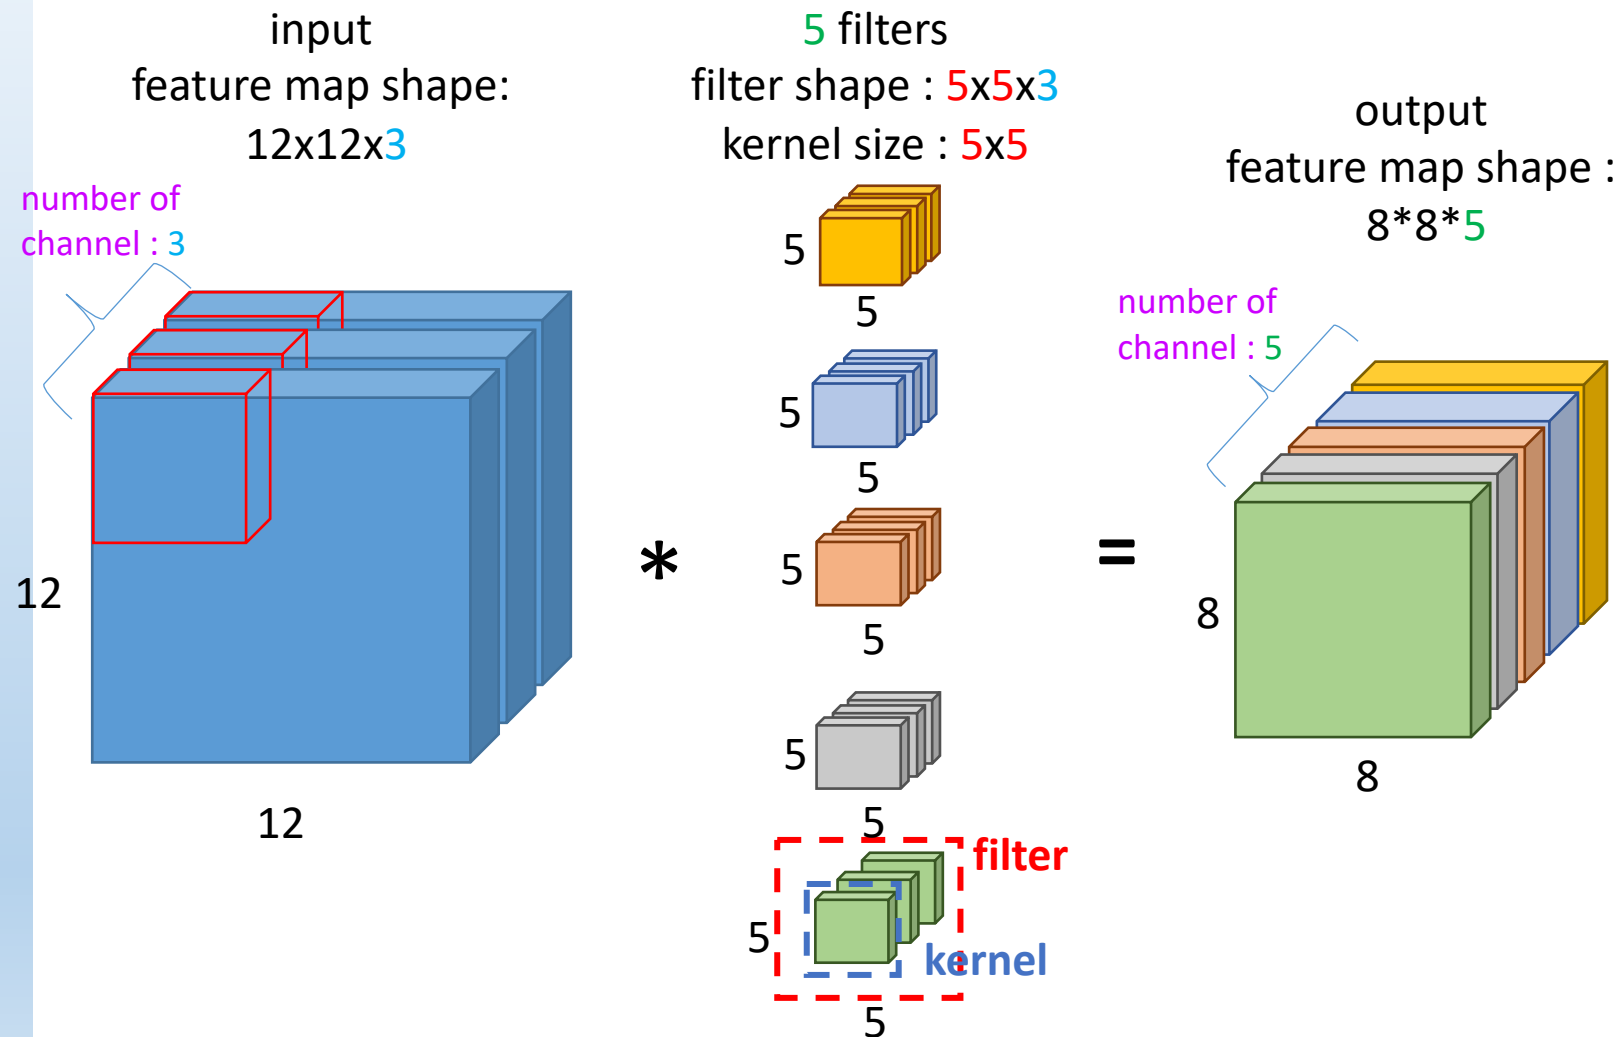 input
feature map shape:
12x12x3
number of
channel : 3
12
12
*
5 filters
filter shape : 5x5x3
kernel size : 5x5
5
5
5
5
5
5
5
5
filter
5
kernel
5
=
output
feature map shape :
8*8*5
number of
channel : 5
8
8